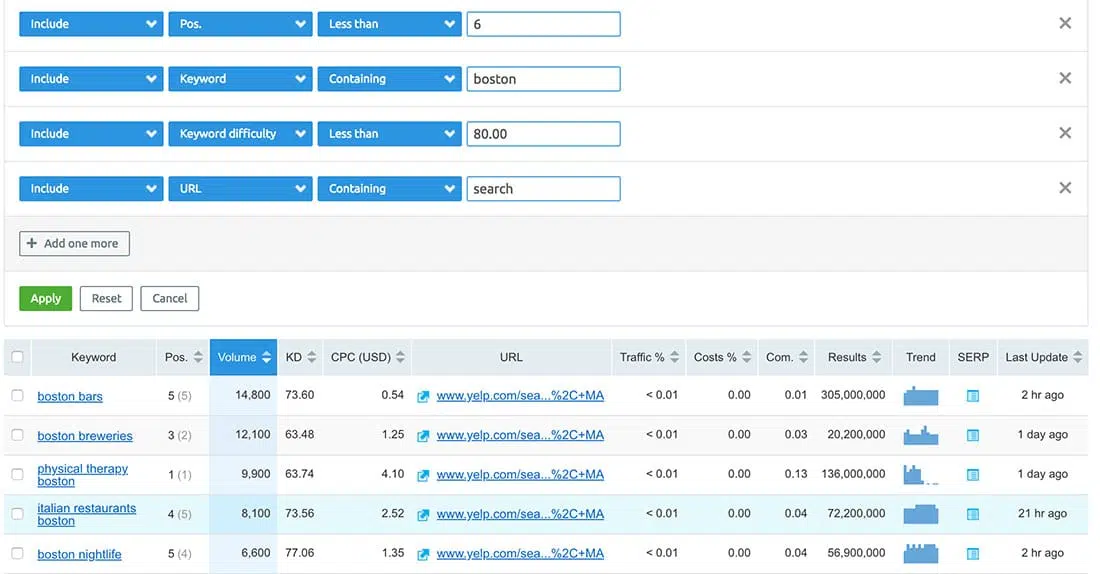 Include Pos. Less than 6
Include Keyword Containing boston
Include Keyword difficulty Less than 80.00
Include URL Containing search
+ Add one more
Apply Reset Cancel
Keyword Pos. Volume KD CPC (USD) URL Traffic % Costs % Com. Results Trend SERP Last Update
boston bars 5 (5) 14,800 73.60 0.54 www.yelp.com/sea...%2C+MA < 0.01 0.00 0.01 305,000,000 2 hr ago
boston breweries 3 (2) 12,100 63.48 1.25 www.yelp.com/sea...%2C+MA < 0.01 0.00 0.03 20,200,000 1 day ago
physical therapy
boston 1 (1) 9,900 63.74 4.10 www.yelp.com/sea...%2C+MA < 0.01 0.00 0.13 136,000,000 1 day ago
italian restaurants
boston 4 (5) 8,100 73.56 2.52 www.yelp.com/sea...%2C+MA < 0.01 0.00 0.04 72,200,000 21 hr ago
boston nightlife 5 (4) 6,600 77.06 1.35 www.yelp.com/sea...%2C+MA < 0.01 0.00 0.04 56,900,000 2 hr ago